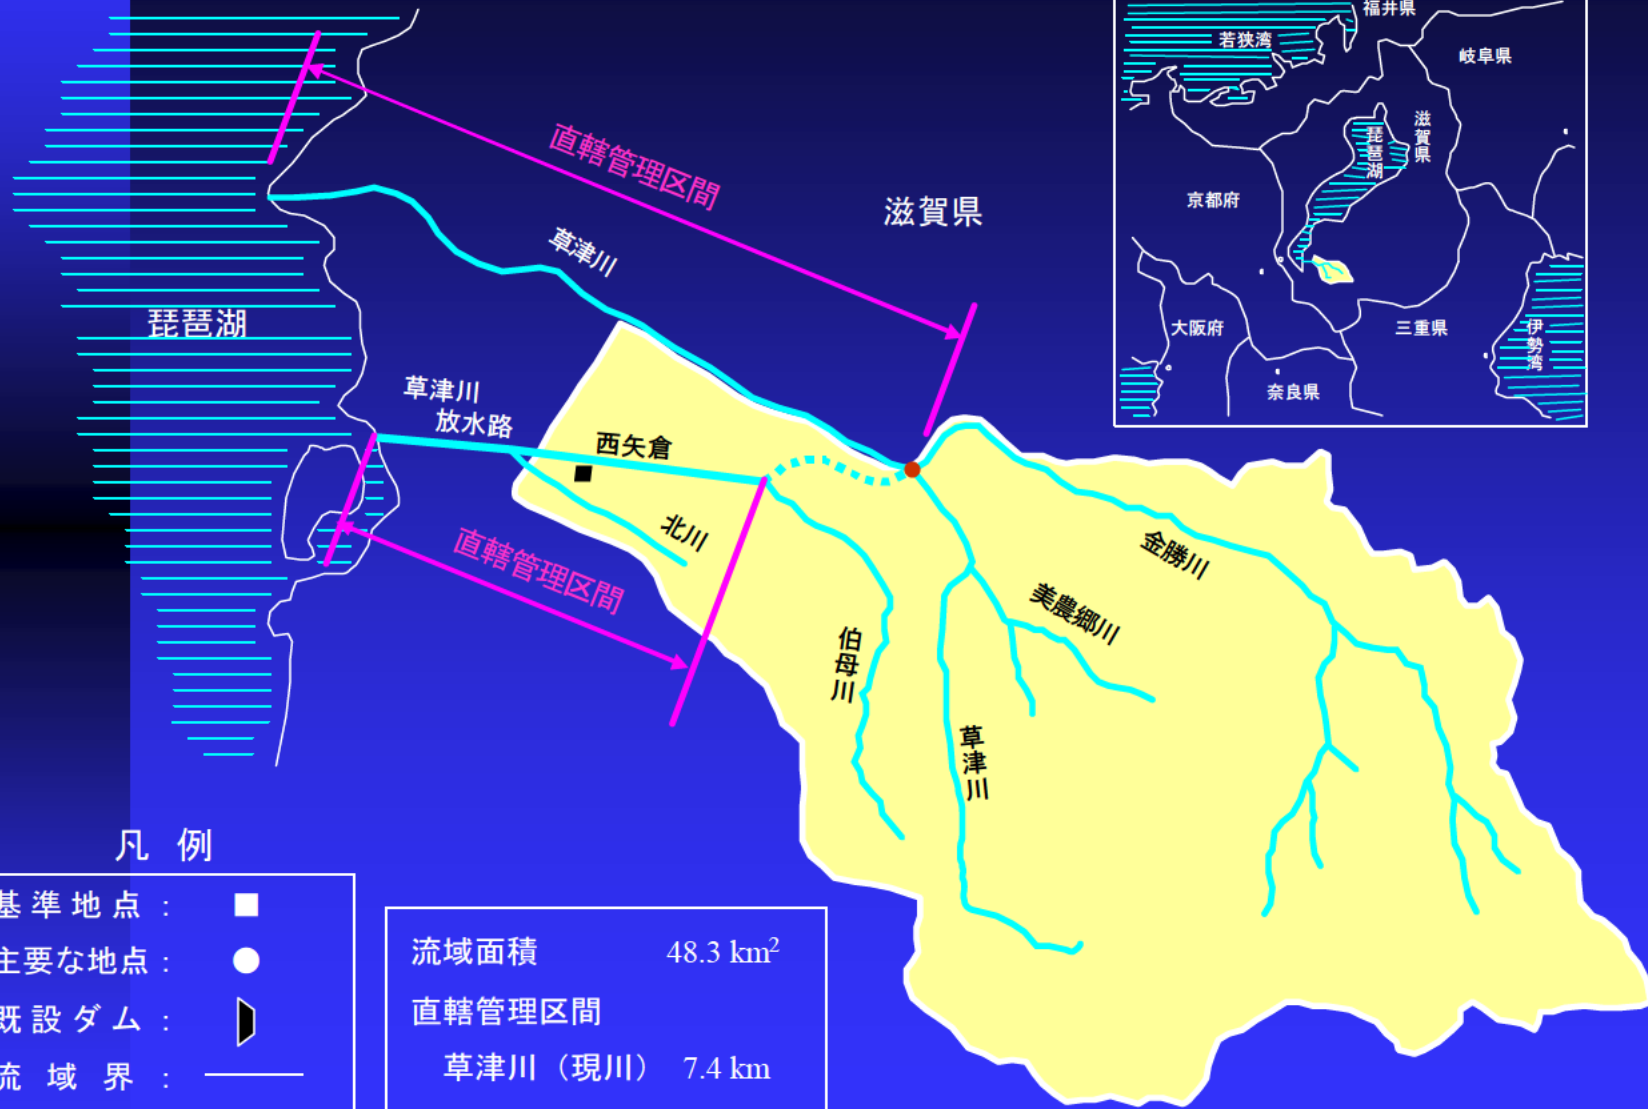 福井県
若狭湾
岐阜県
滋賀県
琵琶湖
京都府
大阪府
三重県
伊勢湾
奈良県
直轄管理区間
滋賀県
草津川
琵琶湖
草津川
放水路
西矢倉
北川
直轄管理区間
金勝川
美農郷川
伯母川
草津川
凡 例
基準地点 :
主要な地点 :
既設ダム :
流 域 界 :
流域面積 48.3 km²
直轄管理区間
草津川（現川） 7.4 km